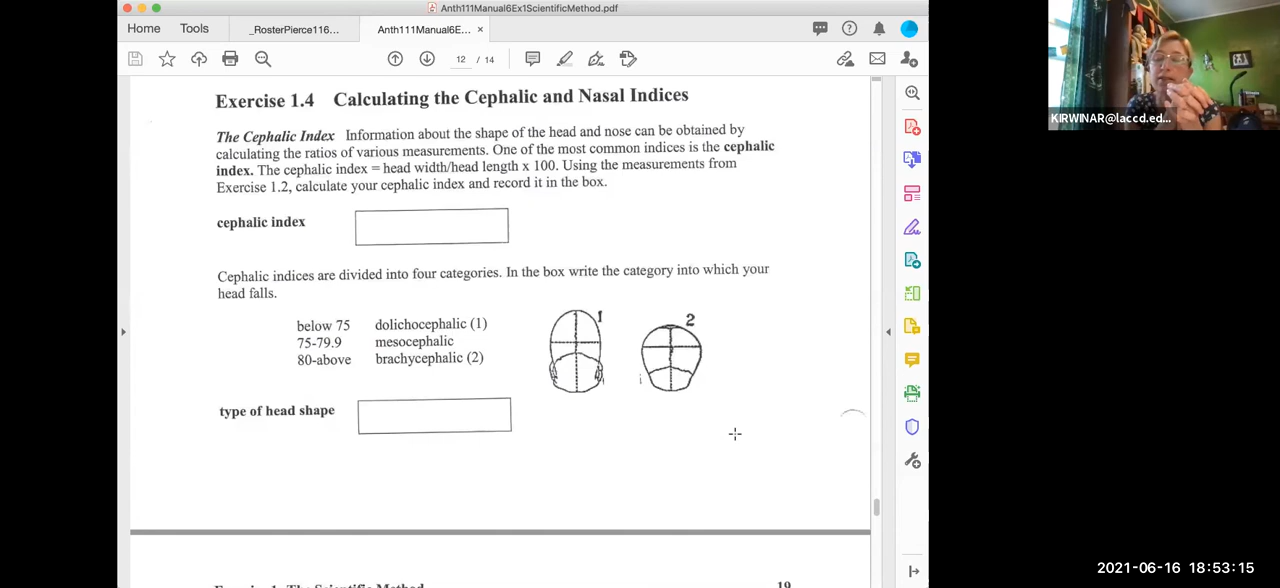 Anth111Manual6Ex1ScientificMethod.pdf
Home Tools _RosterPierce116... Anth111Manual6E... ×
12 / 14
Exercise 1.4 Calculating the Cephalic and Nasal Indices
The Cephalic Index Information about the shape of the head and nose can be obtained by
calculating the ratios of various measurements. One of the most common indices is the cephalic
index. The cephalic index = head width/head length x 100. Using the measurements from
Exercise 1.2, calculate your cephalic index and record it in the box.
cephalic index
Cephalic indices are divided into four categories. In the box write the category into which your
head falls.
below 75 dolichocephalic (1)
75-79.9 mesocephalic
80-above brachycephalic (2)
1
2
type of head shape
Exercise 1. The Scientific Method 19
KIRWINAR@laccd.ed...
2021-06-16 18:53:15